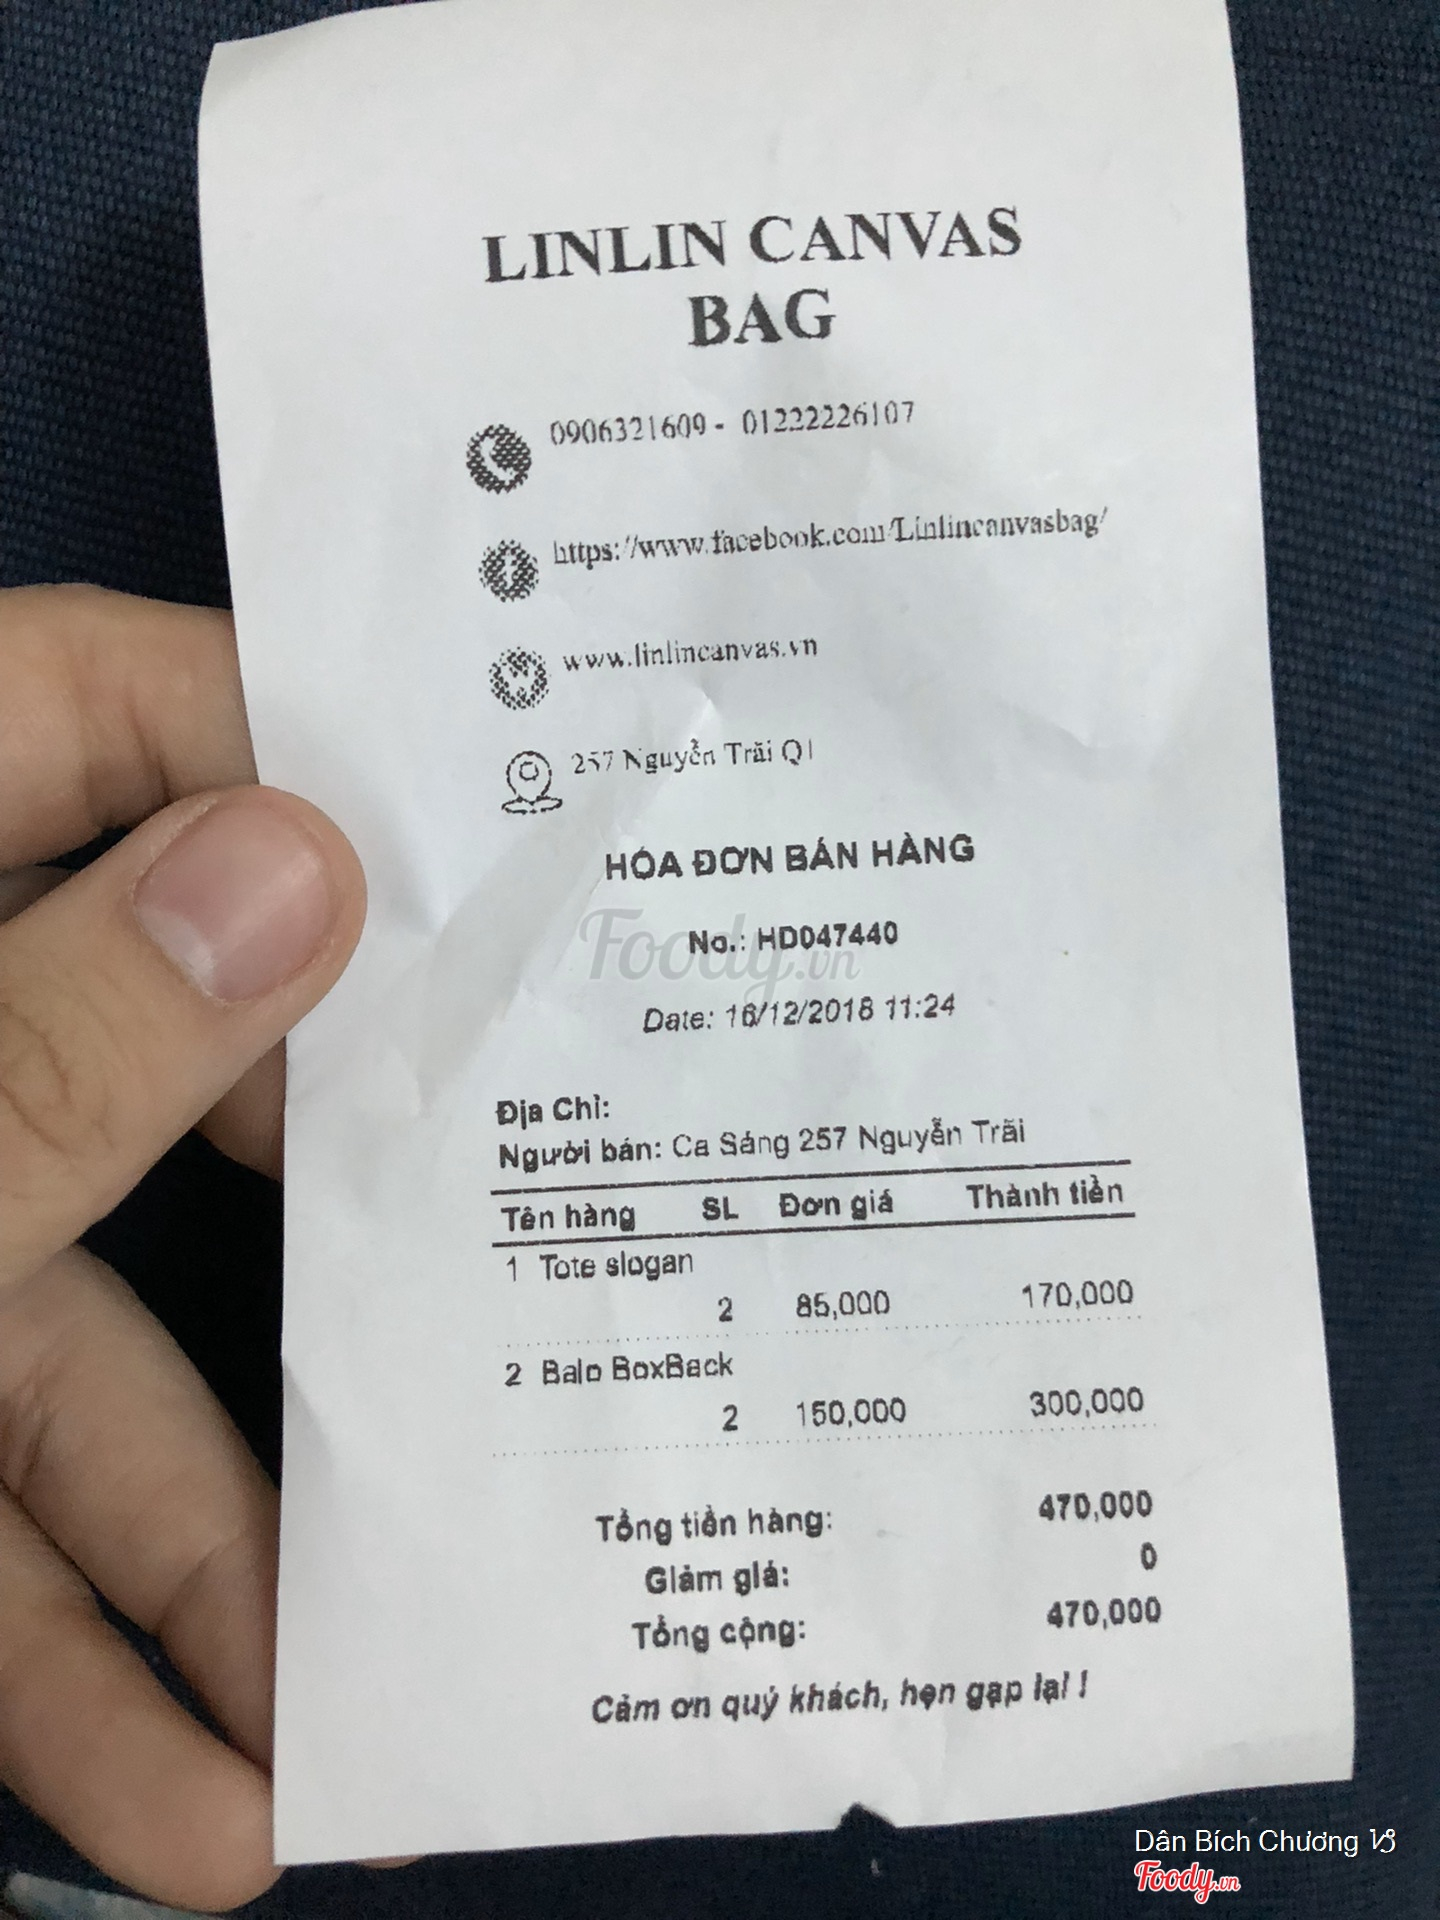 LINLIN CANVAS
BAG
0906321609 - 01222226107
https://www.facebook.com/Linlincanvasbag/
www.linlincanvas.vn
257 Nguyễn Trãi Q1
HÓA ĐƠN BÁN HÀNG
Foody.vn
No.: HD047440
Date: 16/12/2018 11:24
Địa Chỉ:
Người bán: Ca Sáng 257 Nguyễn Trãi
Tên hàng SL Đơn giá Thành tiền
1 Tote slogan
2 85,000 170,000
2 Balo BoxBack
2 150,000 300,000
Tổng tiền hàng: 470,000
Giảm giá: 0
Tổng cộng: 470,000
Cảm ơn quý khách, hẹn gặp lại !
Dân Bích Chương ♑
Foody.vn